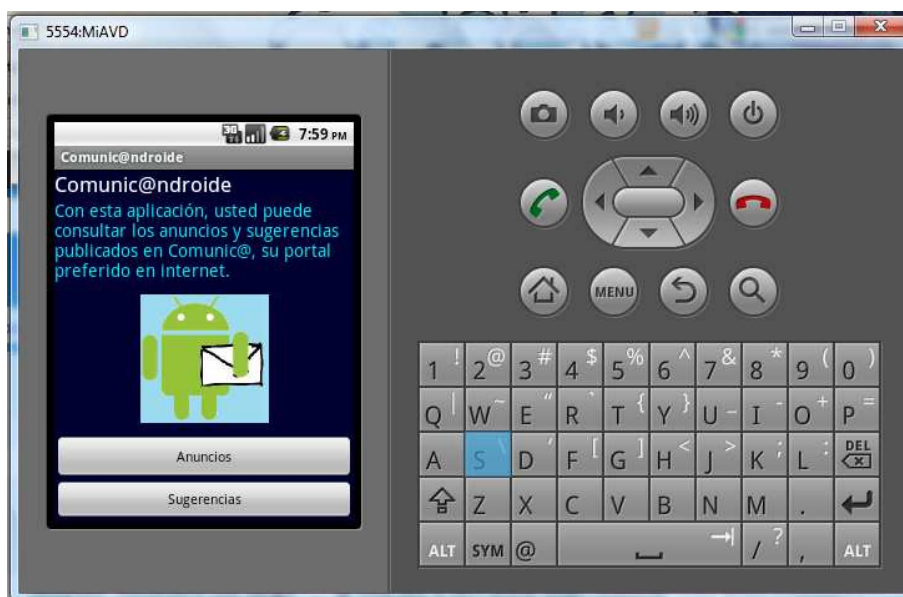 5554:MiAVD
3G
7:59 PM
Comunic@ndroide
Comunic@ndroide
Con esta aplicación, usted puede
consultar los anuncios y sugerencias
publicados en Comunic@, su portal
preferido en internet.
Anuncios
Sugerencias
MENU
1 ! 2 @ 3 # 4 $ 5 % 6 ^ 7 & 8 * 9 ( 0 )
Q | W ~ E " R ` T { Y } U _ I - O + P =
A S \ D ' F [ G ] H < J > K ; L : DEL
Z X C V B N M .
ALT SYM @ / ? , ALT